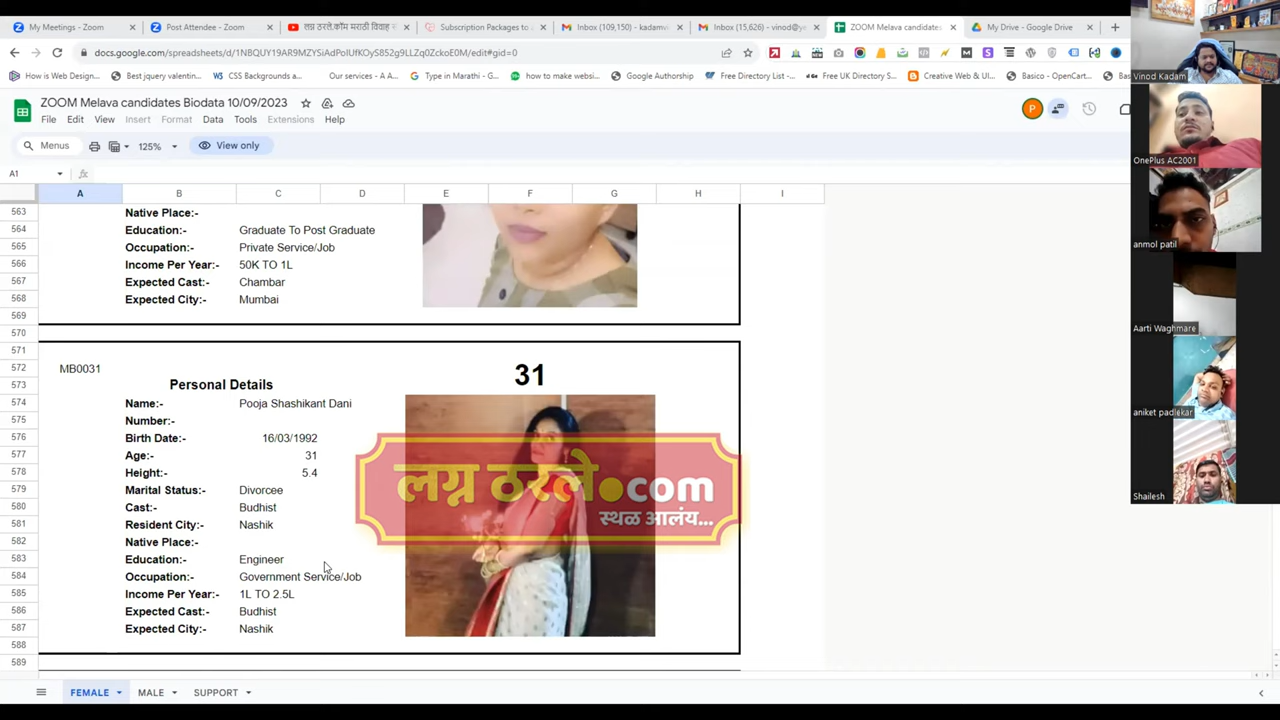 My Meetings - Zoom
Post Attendee - Zoom
लग्न ठरले.कॉम मराठी विवाह स
Subscription Packages to
Inbox (109,150) - kadamvi
Inbox (15,626) - vinod@ye
ZOOM Melava candidates
My Drive - Google Drive
docs.google.com/spreadsheets/d/1NBQUY19AR9MZYSiAdPolUfKOyS852g9LLZq0ZckoE0M/edit#gid=0
How is Web Design...
Best jquery valentin...
CSS Backgrounds a...
Our services - A A...
Type in Marathi - G...
how to make websi...
Google Authorship
Free Directory List -
Free UK Directory S...
Creative Web & UI...
Basico - OpenCart...
Bas
ZOOM Melava candidates Biodata 10/09/2023
P
File Edit View Insert Format Data Tools Extensions Help
Menus
125%
View only
A1
fx
A B C D E F G H I
563 Native Place:-
564 Education:- Graduate To Post Graduate
565 Occupation:- Private Service/Job
566 Income Per Year:- 50K TO 1L
567 Expected Cast:- Chambar
568 Expected City:- Mumbai
569
570
571
572 MB0031 31
573 Personal Details
574 Name:- Pooja Shashikant Dani
575 Number:-
576 Birth Date:- 16/03/1992
577 Age:- 31
578 Height:- 5.4
579 Marital Status:- Divorcee
580 Cast:- Budhist
581 Resident City:- Nashik
582 Native Place:-
583 Education:- Engineer
584 Occupation:- Government Service/Job
585 Income Per Year:- 1L TO 2.5L
586 Expected Cast:- Budhist
587 Expected City:- Nashik
588
589
लग्न ठरले.com
स्थळ आलंय...
FEMALE MALE SUPPORT
Vinod Kadam
OnePlus AC2001
anmol patil
Aarti Waghmare
aniket padlekar
Shailesh